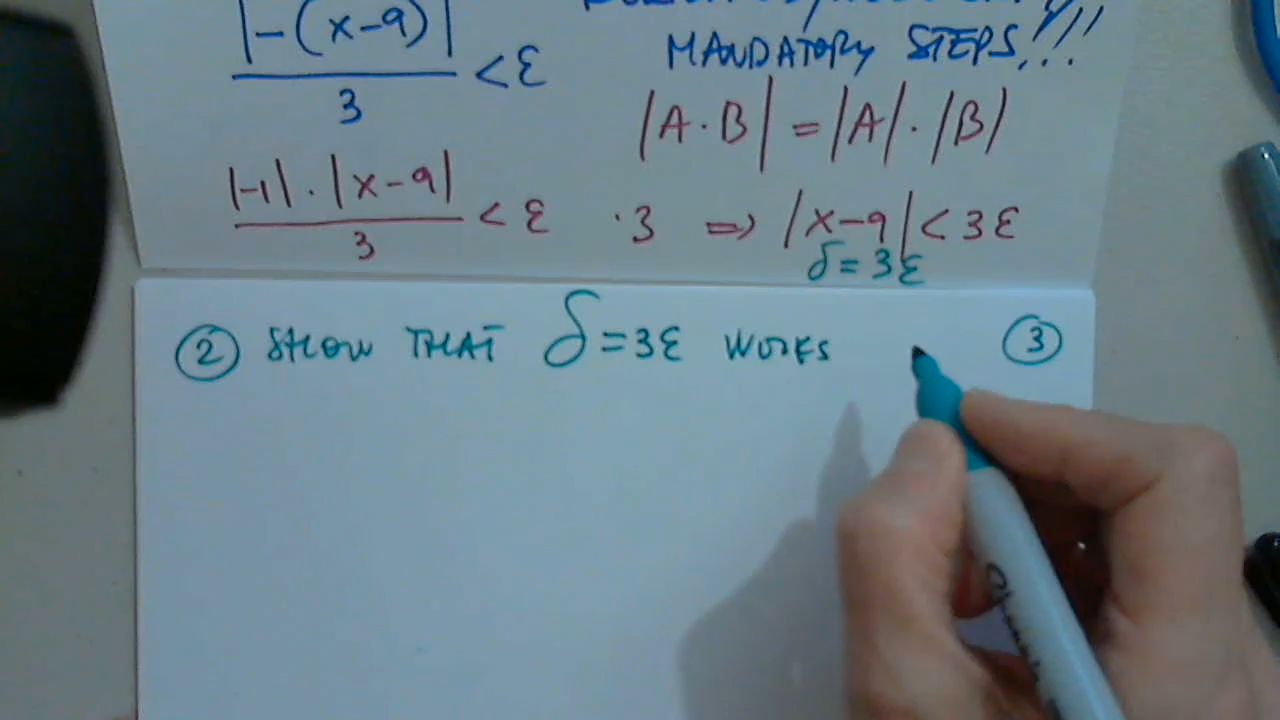 |-(x-9)|/3 < ε
MANDATORY STEPS!!!
|A·B| = |A|·|B|
|-1|·|x-9|/3 < ε ·3 ⇒ |x-9| < 3ε
δ = 3ε
② SHOW THAT δ = 3ε WORKS ③